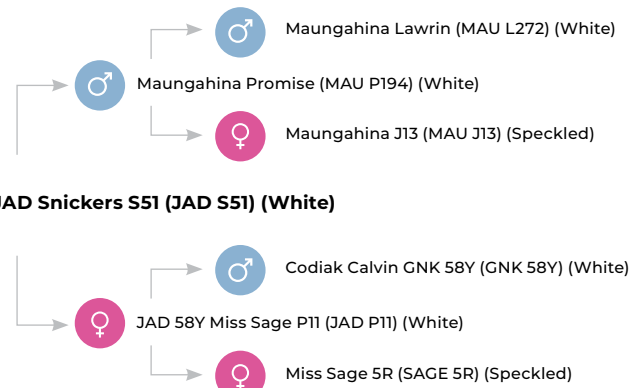 Maungahina Lawrin (MAU L272) (White)
Maungahina Promise (MAU P194) (White)
Maungahina J13 (MAU J13) (Speckled)
JAD Snickers S51 (JAD S51) (White)
Codiak Calvin GNK 58Y (GNK 58Y) (White)
JAD 58Y Miss Sage P11 (JAD P11) (White)
Miss Sage 5R (SAGE 5R) (Speckled)